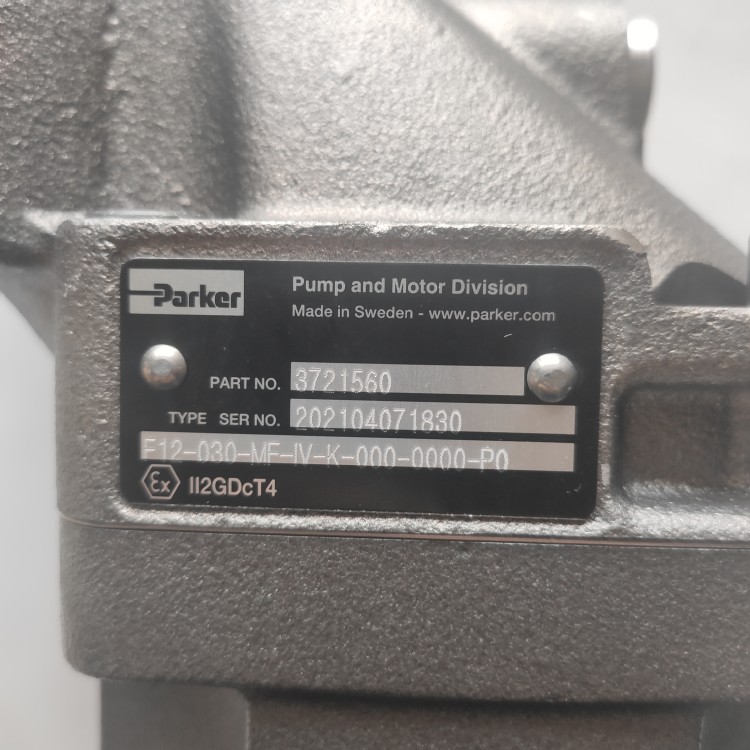 Parker
Pump and Motor Division
Made in Sweden - www.parker.com
PART NO. 3721560
TYPE SER NO. 202104071830
F12-030-MF-IV-K-000-0000-P0
Ex II2GDcT4